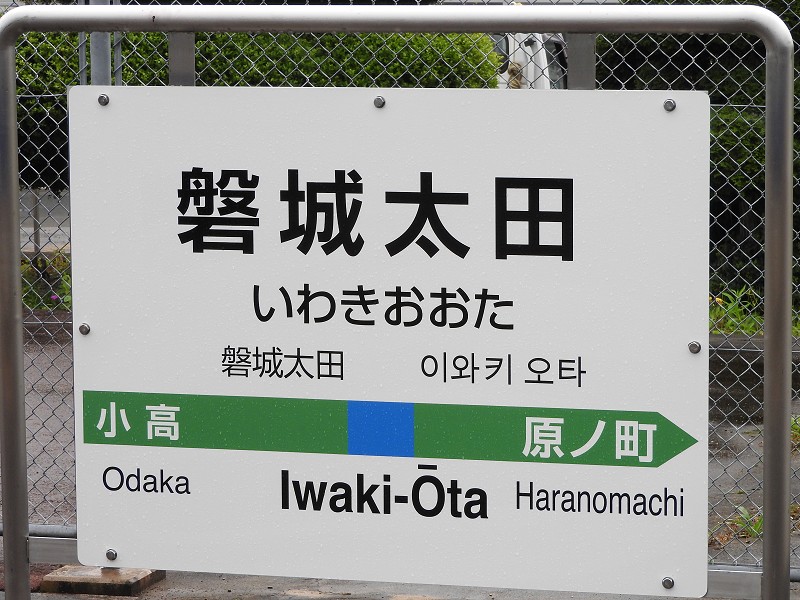 磐城太田
いわきおおた
磐城太田 이와키 오타
小高 原ノ町
Odaka Iwaki-Ōta Haranomachi